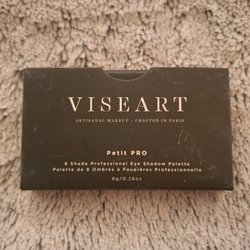 VISEART
ARTISANAL MAKEUP . CRAFTED IN PARIS
Petit PRO
8 Shade Professional Eye Shadow Palette
Palette de 8 Ombres à Paupières Professionnelle
8g/0.28oz